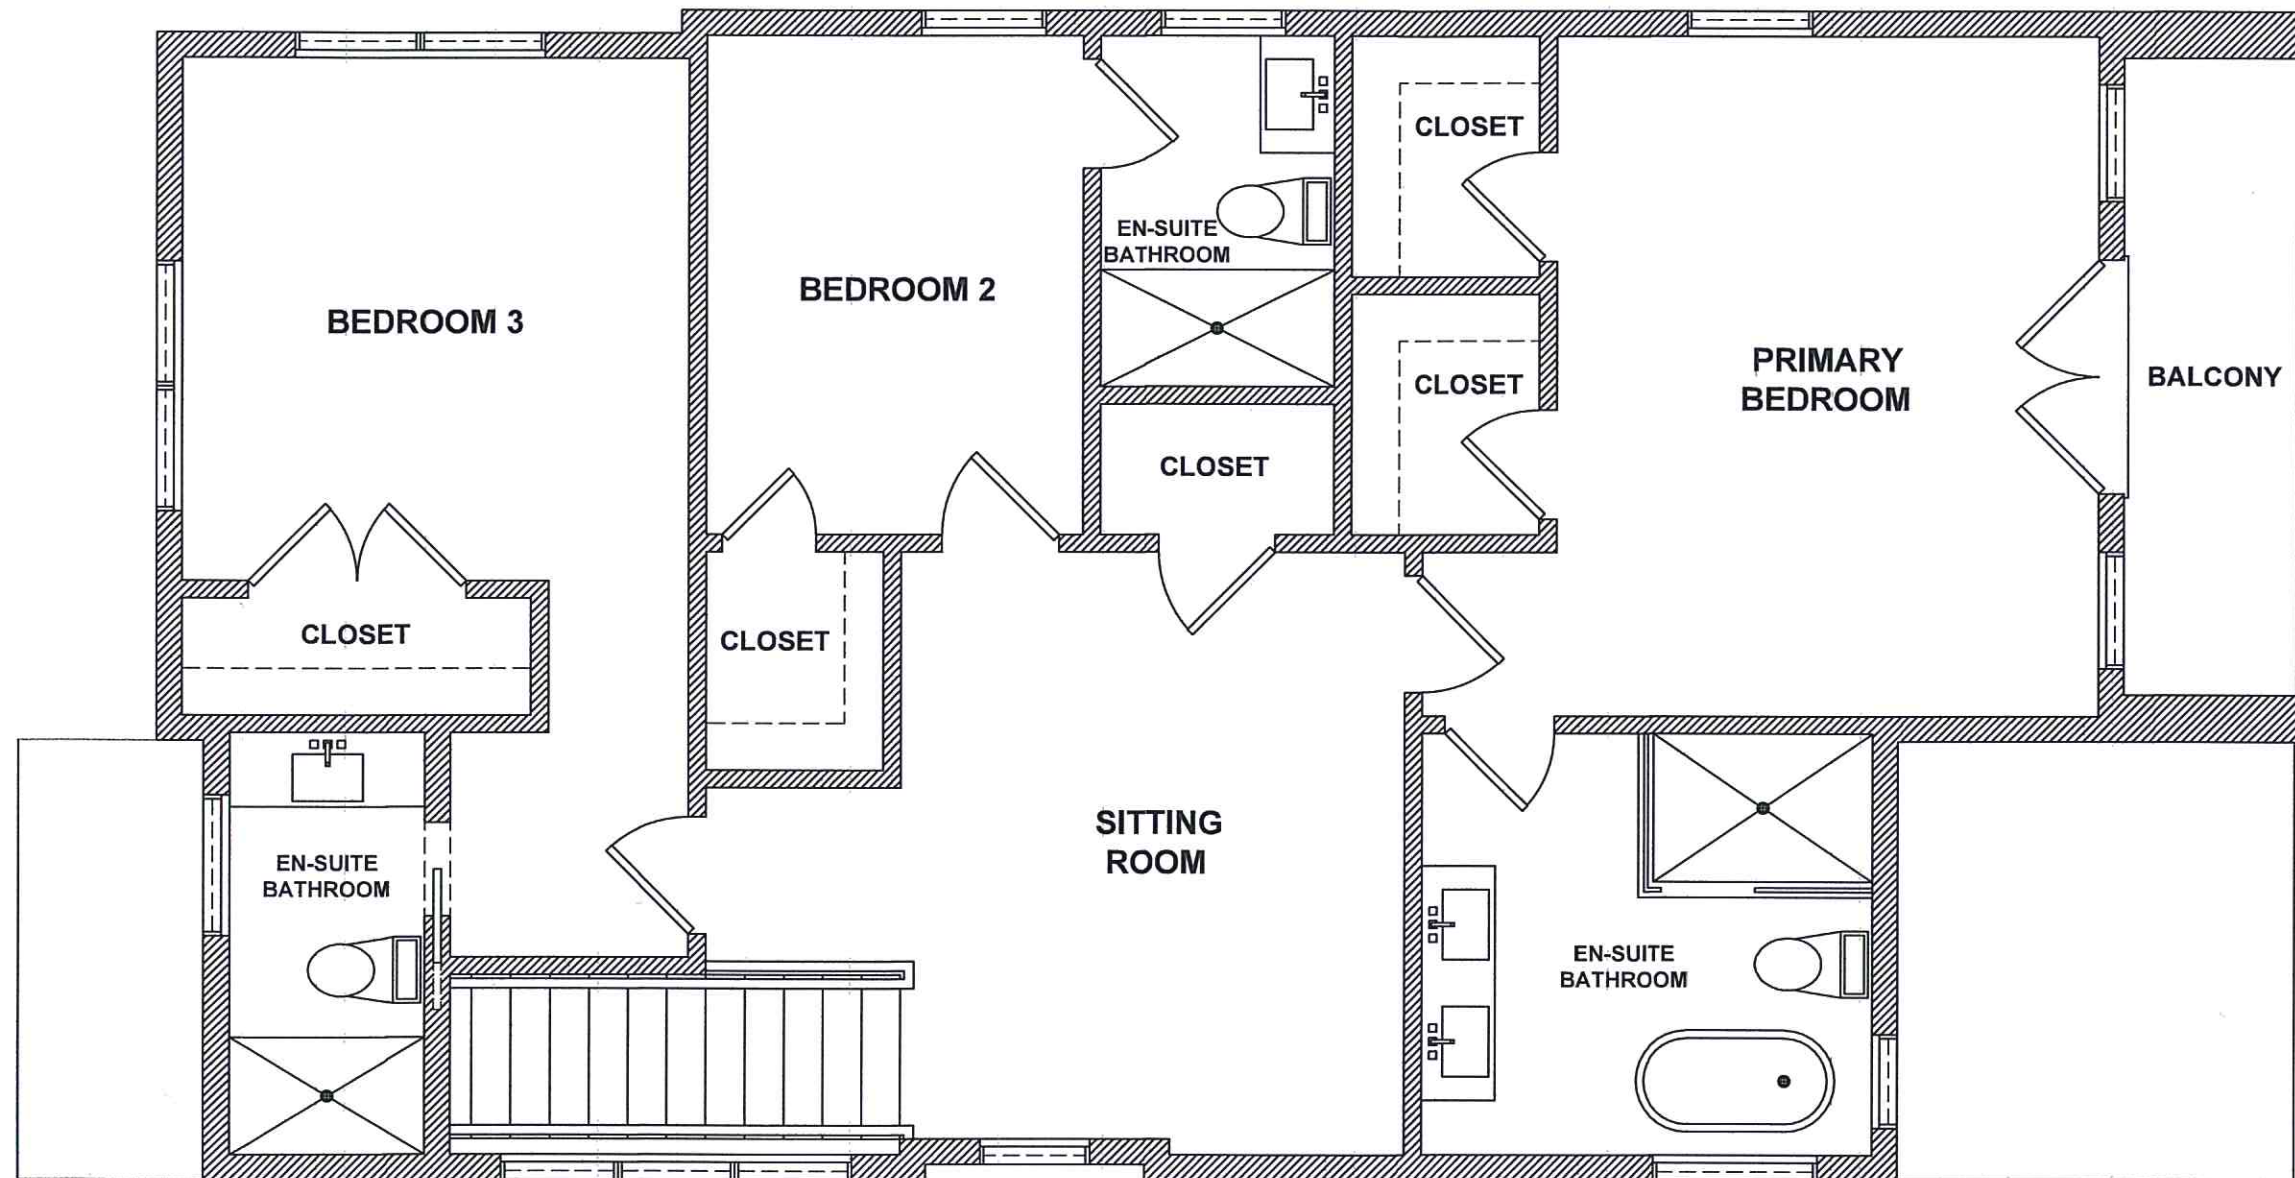 CLOSET
EN-SUITE
BATHROOM
BEDROOM 2
BEDROOM 3
PRIMARY
BEDROOM
BALCONY
CLOSET
CLOSET
CLOSET
CLOSET
SITTING
ROOM
EN-SUITE
BATHROOM
EN-SUITE
BATHROOM